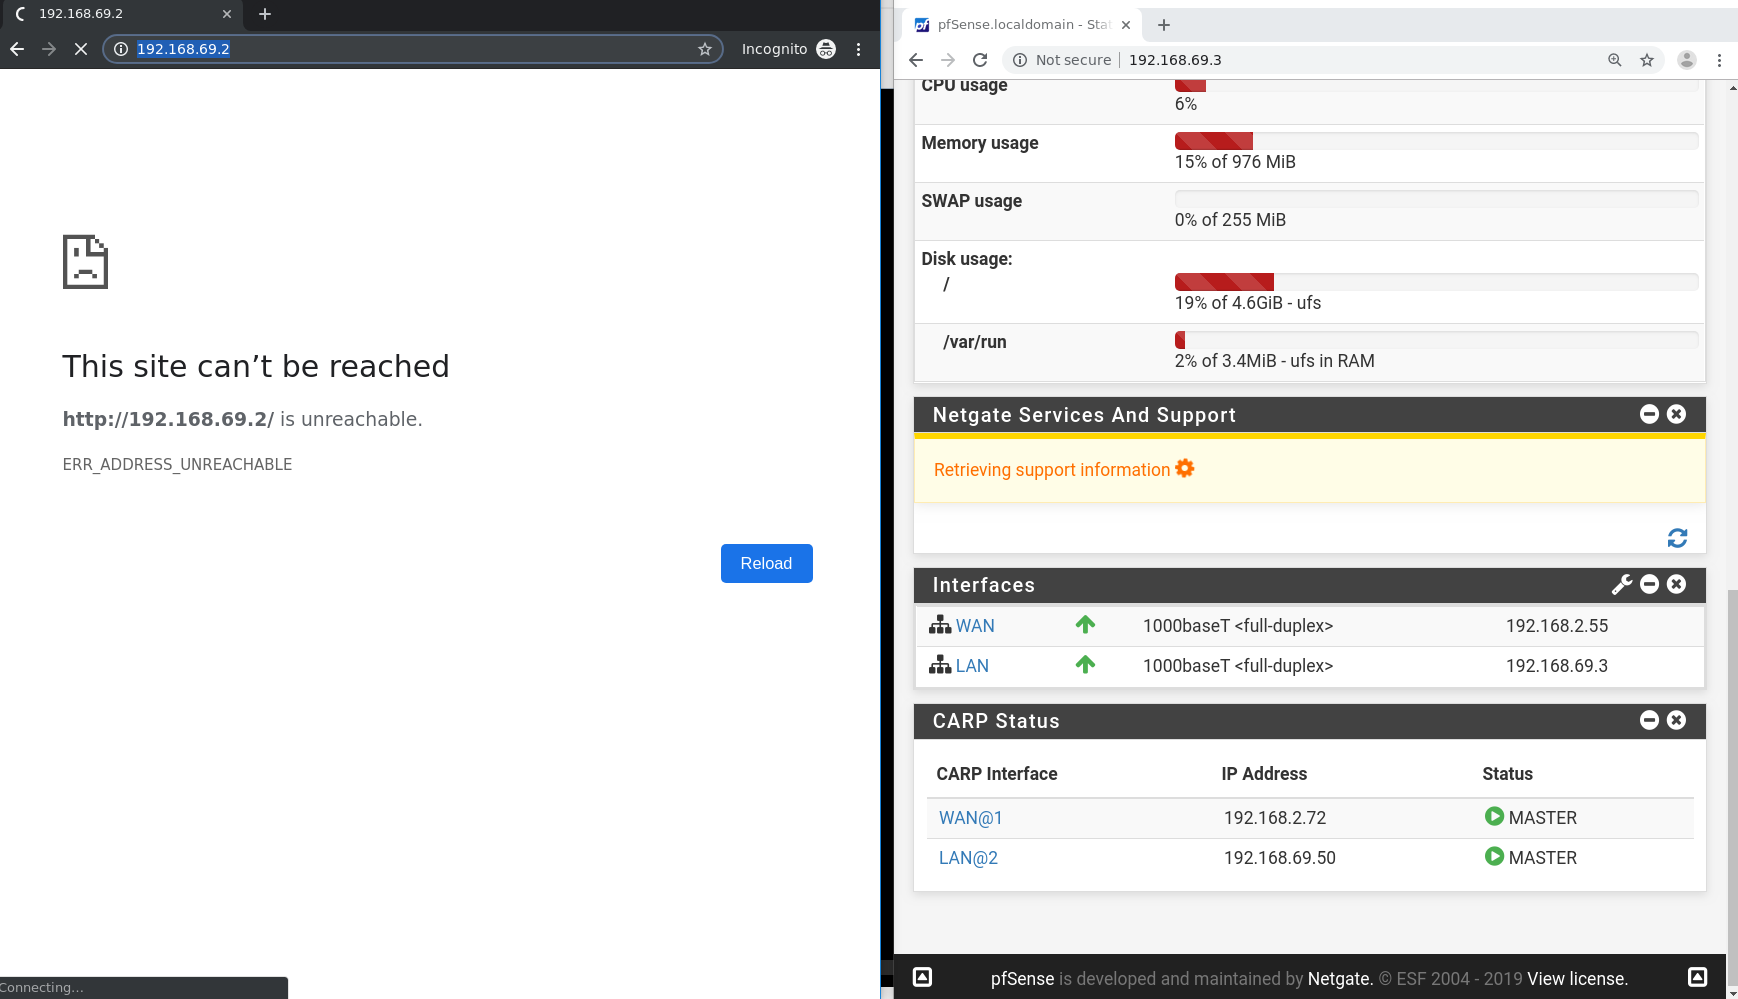 192.168.69.2
192.168.69.2
Incognito
This site can’t be reached
http://192.168.69.2/ is unreachable.
ERR_ADDRESS_UNREACHABLE
Reload
Connecting...
pfSense.localdomain - Stat
Not secure
192.168.69.3
CPU usage
6%
Memory usage
15% of 976 MiB
SWAP usage
0% of 255 MiB
Disk usage:
/
19% of 4.6GiB - ufs
/var/run
2% of 3.4MiB - ufs in RAM
Netgate Services And Support
Retrieving support information
Interfaces
WAN 1000baseT <full-duplex> 192.168.2.55
LAN 1000baseT <full-duplex> 192.168.69.3
CARP Status
CARP Interface IP Address Status
WAN@1 192.168.2.72 MASTER
LAN@2 192.168.69.50 MASTER
pfSense is developed and maintained by Netgate. © ESF 2004 - 2019 View license.